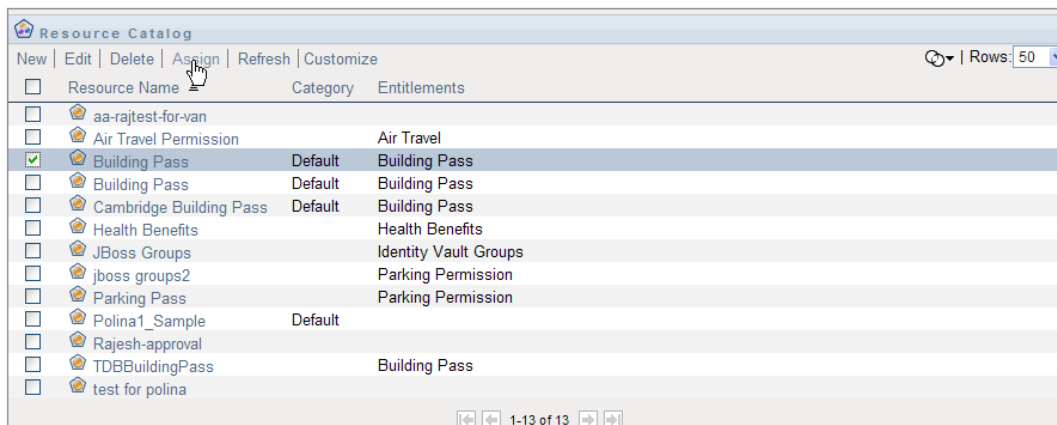 Resource Catalog
New | Edit | Delete | Assign | Refresh | Customize | Rows: 50
Resource Name Category Entitlements
aa-rajtest-for-van
Air Travel Permission Air Travel
Building Pass Default Building Pass
Building Pass Default Building Pass
Cambridge Building Pass Default Building Pass
Health Benefits Health Benefits
JBoss Groups Identity Vault Groups
jboss groups2 Parking Permission
Parking Pass Parking Permission
Polina1_Sample Default
Rajesh-approval
TDBBuildingPass Building Pass
test for polina
1-13 of 13